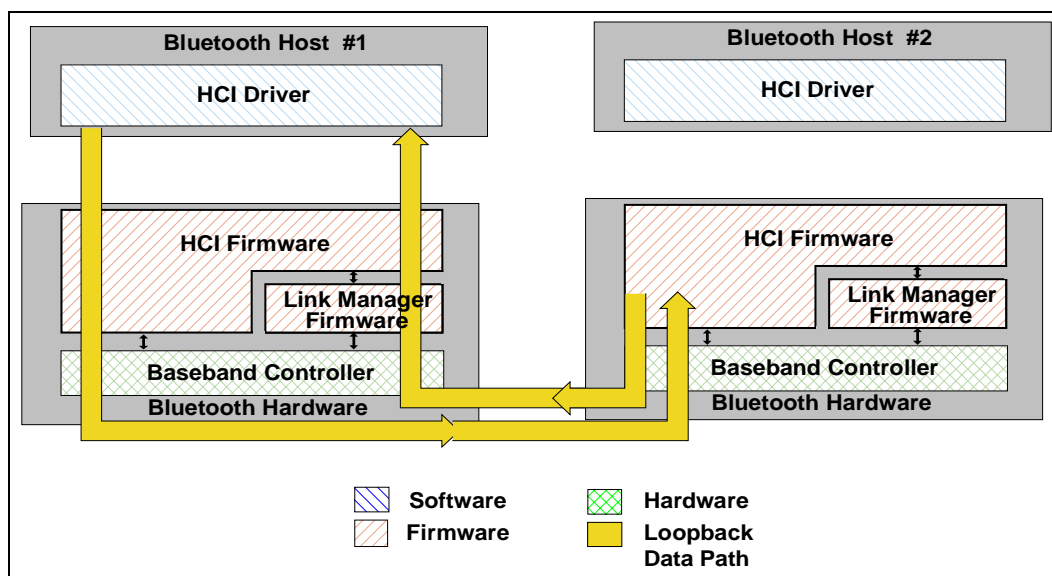 Bluetooth Host #1
HCI Driver
Bluetooth Host #2
HCI Driver
HCI Firmware
Link Manager
Firmware
Baseband Controller
Bluetooth Hardware
HCI Firmware
Link Manager
Firmware
Baseband Controller
Bluetooth Hardware
Software
Firmware
Hardware
Loopback
Data Path